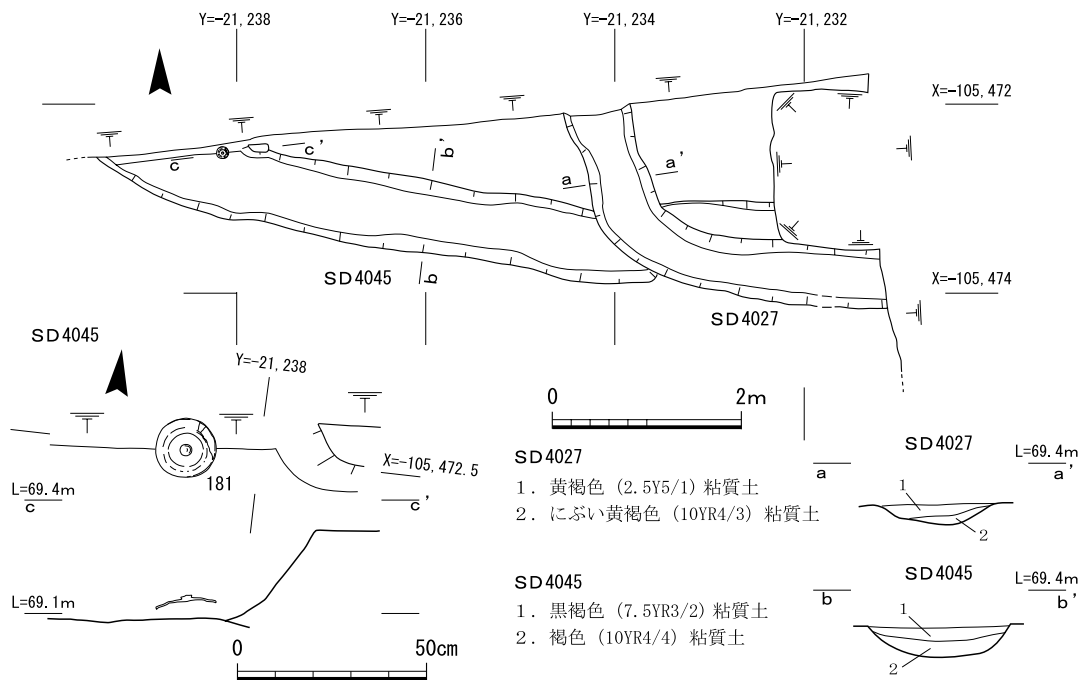 Y=-21,238
Y=-21,236
Y=-21,234
Y=-21,232
X=-105,472
c
c'
b'
a
a'
b
SD4045
X=-105,474
SD4027
SD4045
Y=-21,238
0 2m
181
X=-105,472.5
L=69.4m
c
c'
L=69.1m
0 50cm
SD4027
1. 黄褐色 (2.5Y5/1) 粘質土
2. にぶい黄褐色 (10YR4/3) 粘質土
SD4045
1. 黒褐色 (7.5YR3/2) 粘質土
2. 褐色 (10YR4/4) 粘質土
SD4027
L=69.4m
a
a'
1
2
SD4045
L=69.4m
b
b'
1
2